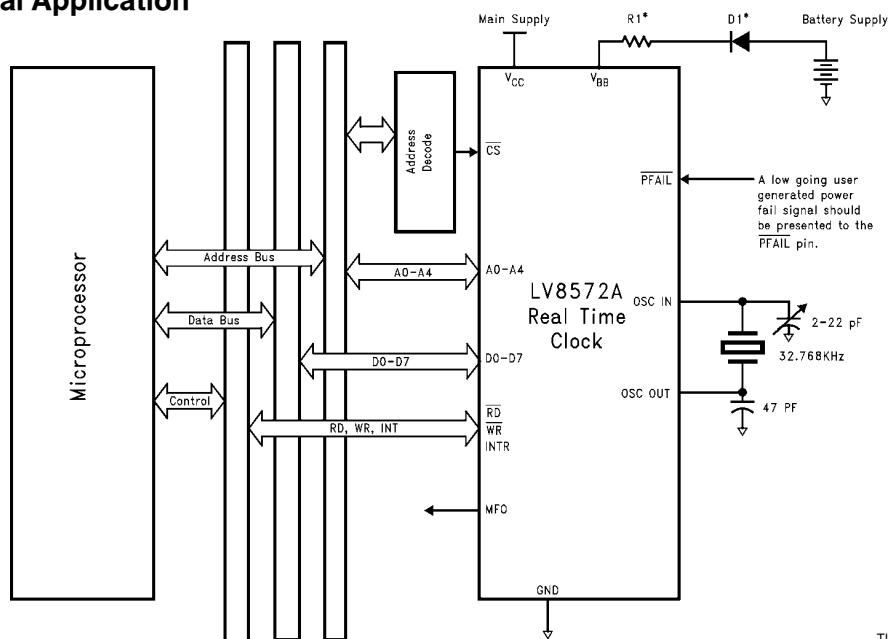 al Application
Main Supply
R1*
D1*
Battery Supply
VCC
VBB
Address
Decode
CS
PFAIL
A low going user
generated power
fail signal should
be presented to the
PFAIL pin.
Microprocessor
Address Bus
A0-A4
A0-A4
LV8572A
Real Time
Clock
OSC IN
2-22 pF
Data Bus
32.768KHz
D0-D7
D0-D7
OSC OUT
Control
47 PF
RD, WR, INT
RD
WR
INTR
MFO
GND
TL